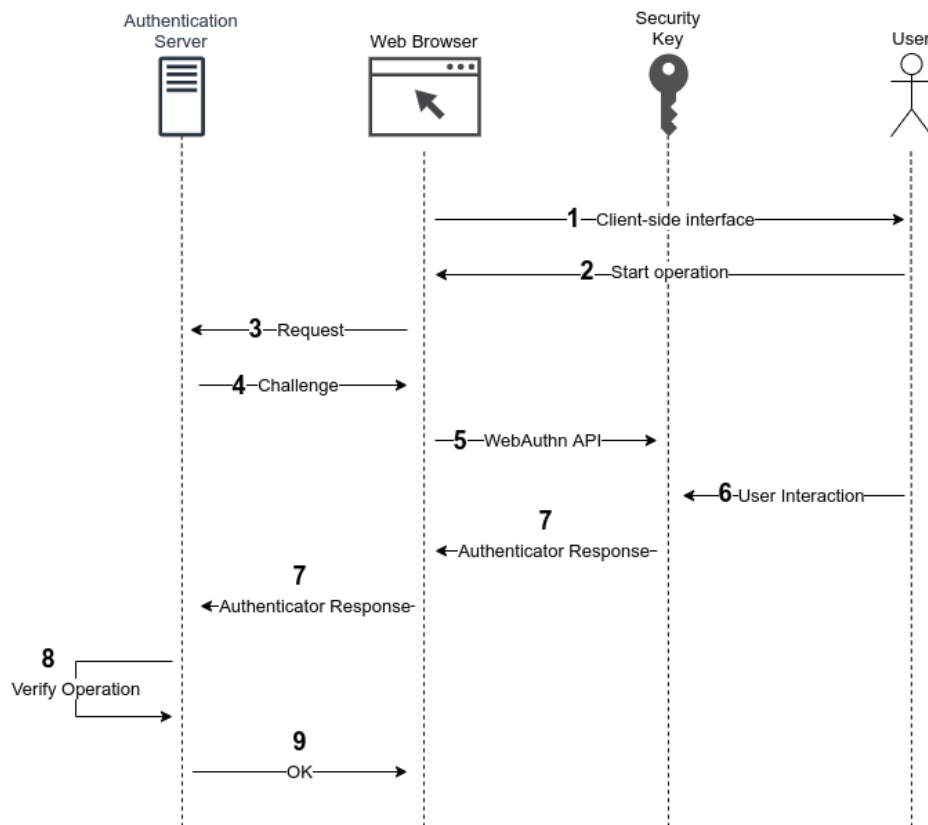 Authentication
Server
Web Browser
Security
Key
User
1 Client-side interface
2 Start operation
3 Request
4 Challenge
5 WebAuthn API
6 User Interaction
7
Authenticator Response
7
Authenticator Response
8
Verify Operation
9
OK